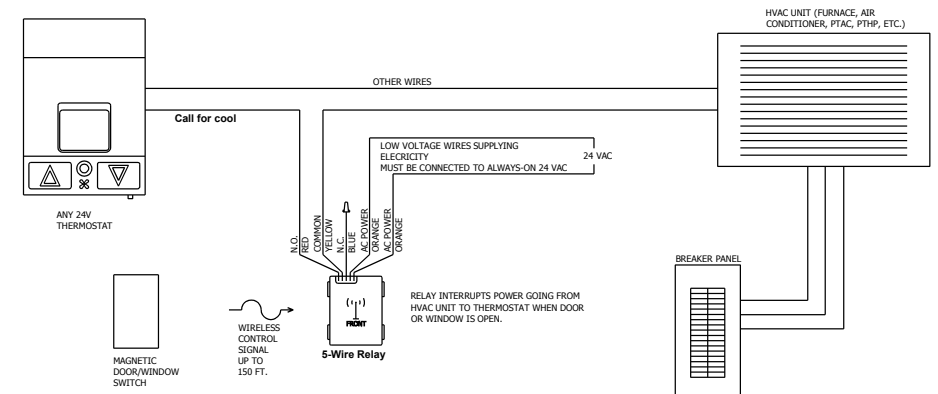 HVAC UNIT (FURNACE, AIR
CONDITIONER, PTAC, PTHP, ETC.)
OTHER WIRES
Call for cool
LOW VOLTAGE WIRES SUPPLYING
ELECRICITY
MUST BE CONNECTED TO ALWAYS-ON 24 VAC
24 VAC
ANY 24V
THERMOSTAT
N.O.
RED
COMMON
YELLOW
N.C.
BLUE
AC POWER
ORANGE
AC POWER
ORANGE
BREAKER PANEL
FRONT
5-Wire Relay
RELAY INTERRUPTS POWER GOING FROM
HVAC UNIT TO THERMOSTAT WHEN DOOR
OR WINDOW IS OPEN.
WIRELESS
CONTROL
SIGNAL
UP TO
150 FT.
MAGNETIC
DOOR/WINDOW
SWITCH